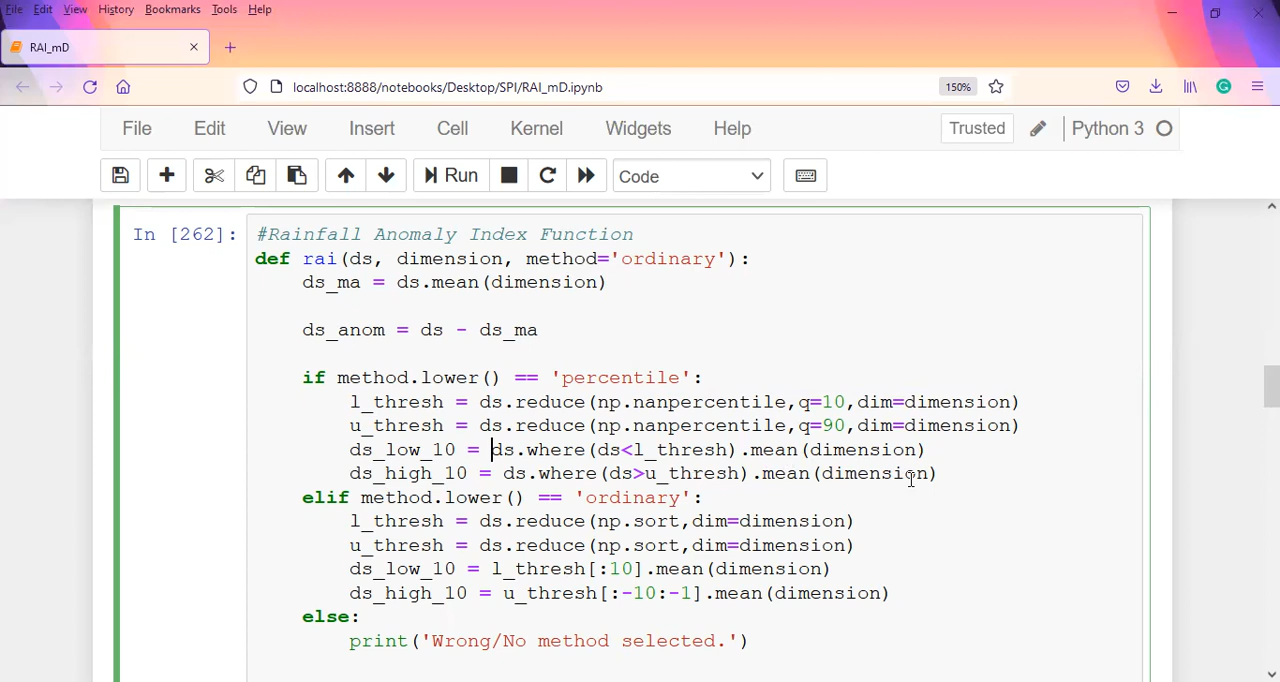 File Edit View History Bookmarks Tools Help
RAI_mD
localhost:8888/notebooks/Desktop/SPI/RAI_mD.ipynb 150%
File Edit View Insert Cell Kernel Widgets Help Trusted Python 3
Run Code
In [262]: #Rainfall Anomaly Index Function
def rai(ds, dimension, method='ordinary'):
    ds_ma = ds.mean(dimension)
    ds_anom = ds - ds_ma
    if method.lower() == 'percentile':
        l_thresh = ds.reduce(np.nanpercentile,q=10,dim=dimension)
        u_thresh = ds.reduce(np.nanpercentile,q=90,dim=dimension)
        ds_low_10 = ds.where(ds<l_thresh).mean(dimension)
        ds_high_10 = ds.where(ds>u_thresh).mean(dimension)
    elif method.lower() == 'ordinary':
        l_thresh = ds.reduce(np.sort,dim=dimension)
        u_thresh = ds.reduce(np.sort,dim=dimension)
        ds_low_10 = l_thresh[:10].mean(dimension)
        ds_high_10 = u_thresh[:-10:-1].mean(dimension)
    else:
        print('Wrong/No method selected.')